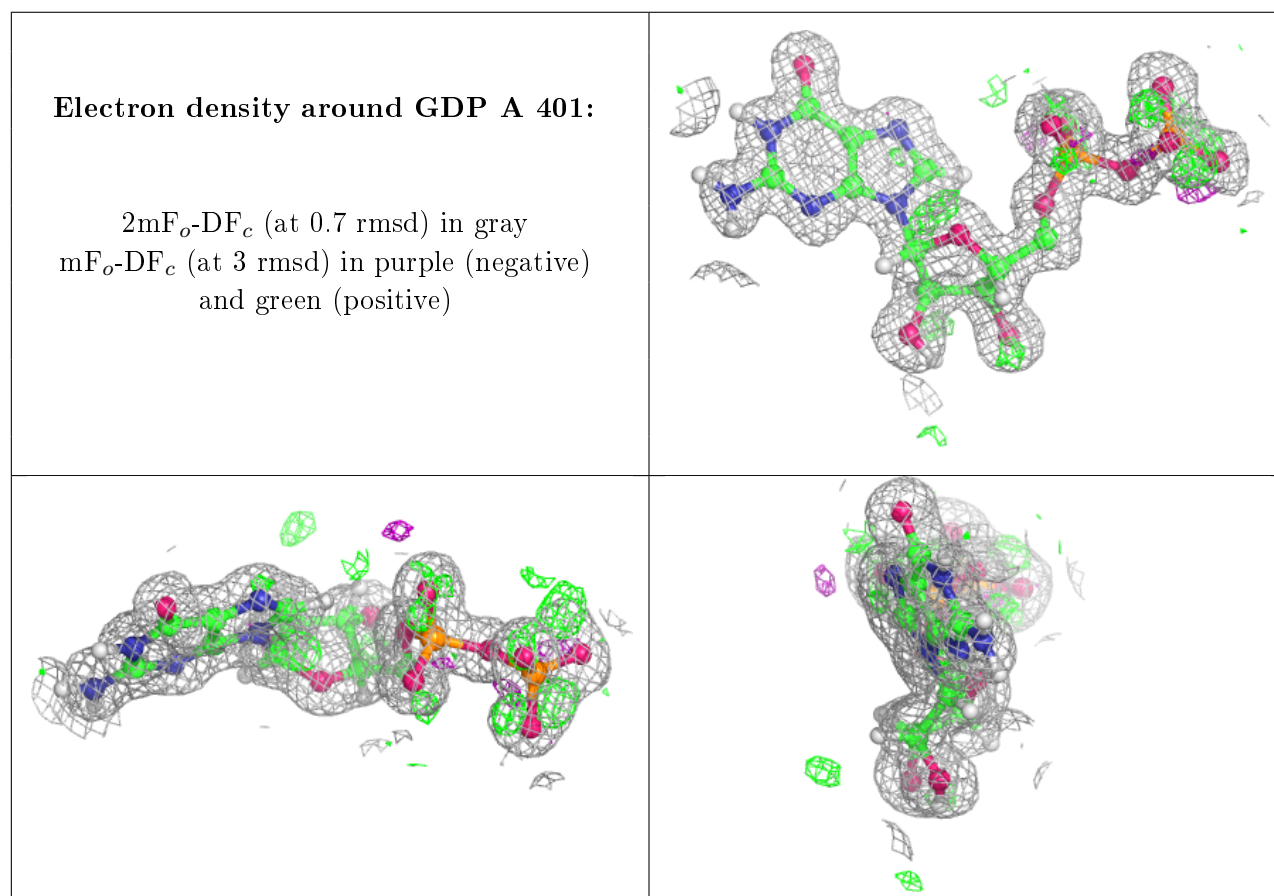 Electron density around GDP A 401:
2mFo-DFc (at 0.7 rmsd) in gray
mFo-DFc (at 3 rmsd) in purple (negative)
and green (positive)